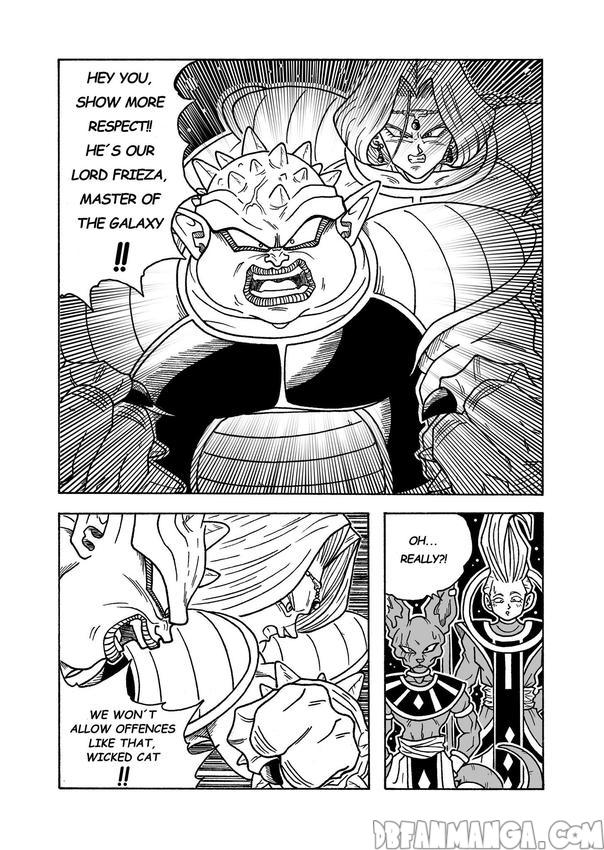 HEY YOU,
SHOW MORE
RESPECT!!
HE´S OUR
LORD FRIEZA,
MASTER OF
THE GALAXY
!!
OH...
REALLY?!
WE WON´T
ALLOW OFFENCES
LIKE THAT,
WICKED CAT
!!
DBFANMANGA.COM